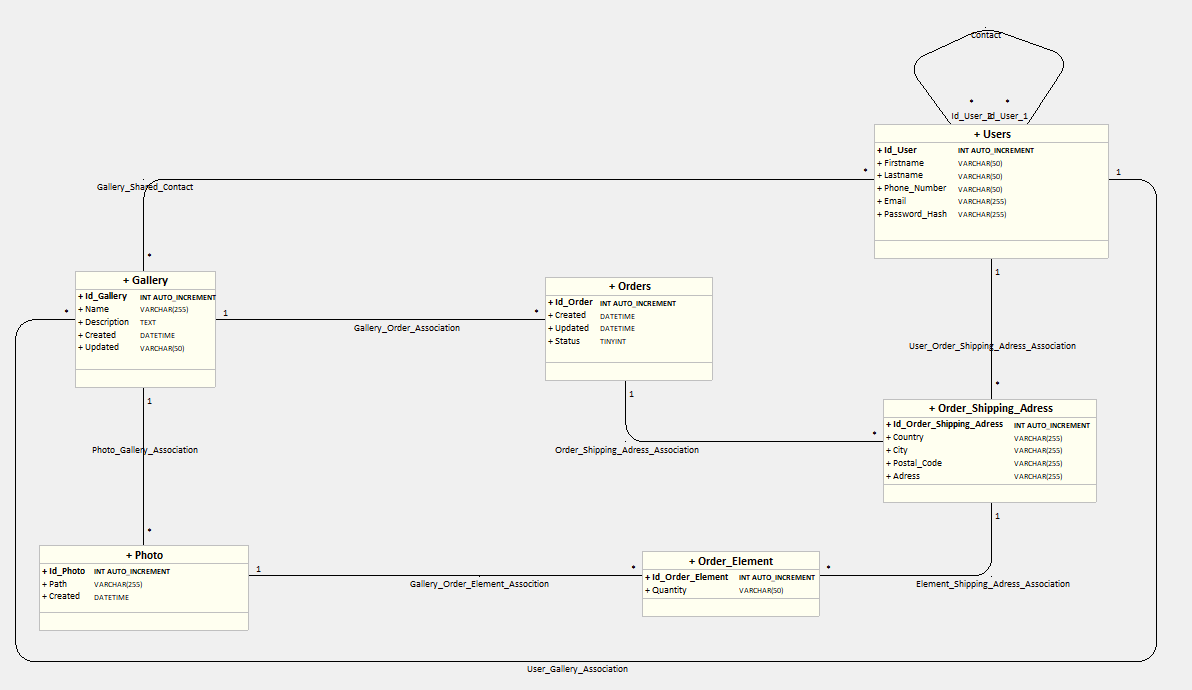 Contact
* *
Id_User_2 Id_User_1
+ Users
+ Id_User INT AUTO_INCREMENT
+ Firstname VARCHAR(50)
+ Lastname VARCHAR(50)
+ Phone_Number VARCHAR(50)
+ Email VARCHAR(255)
+ Password_Hash VARCHAR(255)
* 1
Gallery_Shared_Contact
*
1
+ Gallery
+ Id_Gallery INT AUTO_INCREMENT
+ Name VARCHAR(255)
+ Description TEXT
+ Created DATETIME
+ Updated VARCHAR(50)
* 1
Gallery_Order_Association
*
+ Orders
+ Id_Order INT AUTO_INCREMENT
+ Created DATETIME
+ Updated DATETIME
+ Status TINYINT
User_Order_Shipping_Adress_Association
*
1
1
+ Order_Shipping_Adress
+ Id_Order_Shipping_Adress INT AUTO_INCREMENT
+ Country VARCHAR(255)
+ City VARCHAR(255)
+ Postal_Code VARCHAR(255)
+ Adress VARCHAR(255)
*
Photo_Gallery_Association
Order_Shipping_Adress_Association
1
*
+ Photo
+ Id_Photo INT AUTO_INCREMENT
+ Path VARCHAR(255)
+ Created DATETIME
1
Gallery_Order_Element_Assocition
*
+ Order_Element
+ Id_Order_Element INT AUTO_INCREMENT
+ Quantity VARCHAR(50)
*
Element_Shipping_Adress_Association
User_Gallery_Association